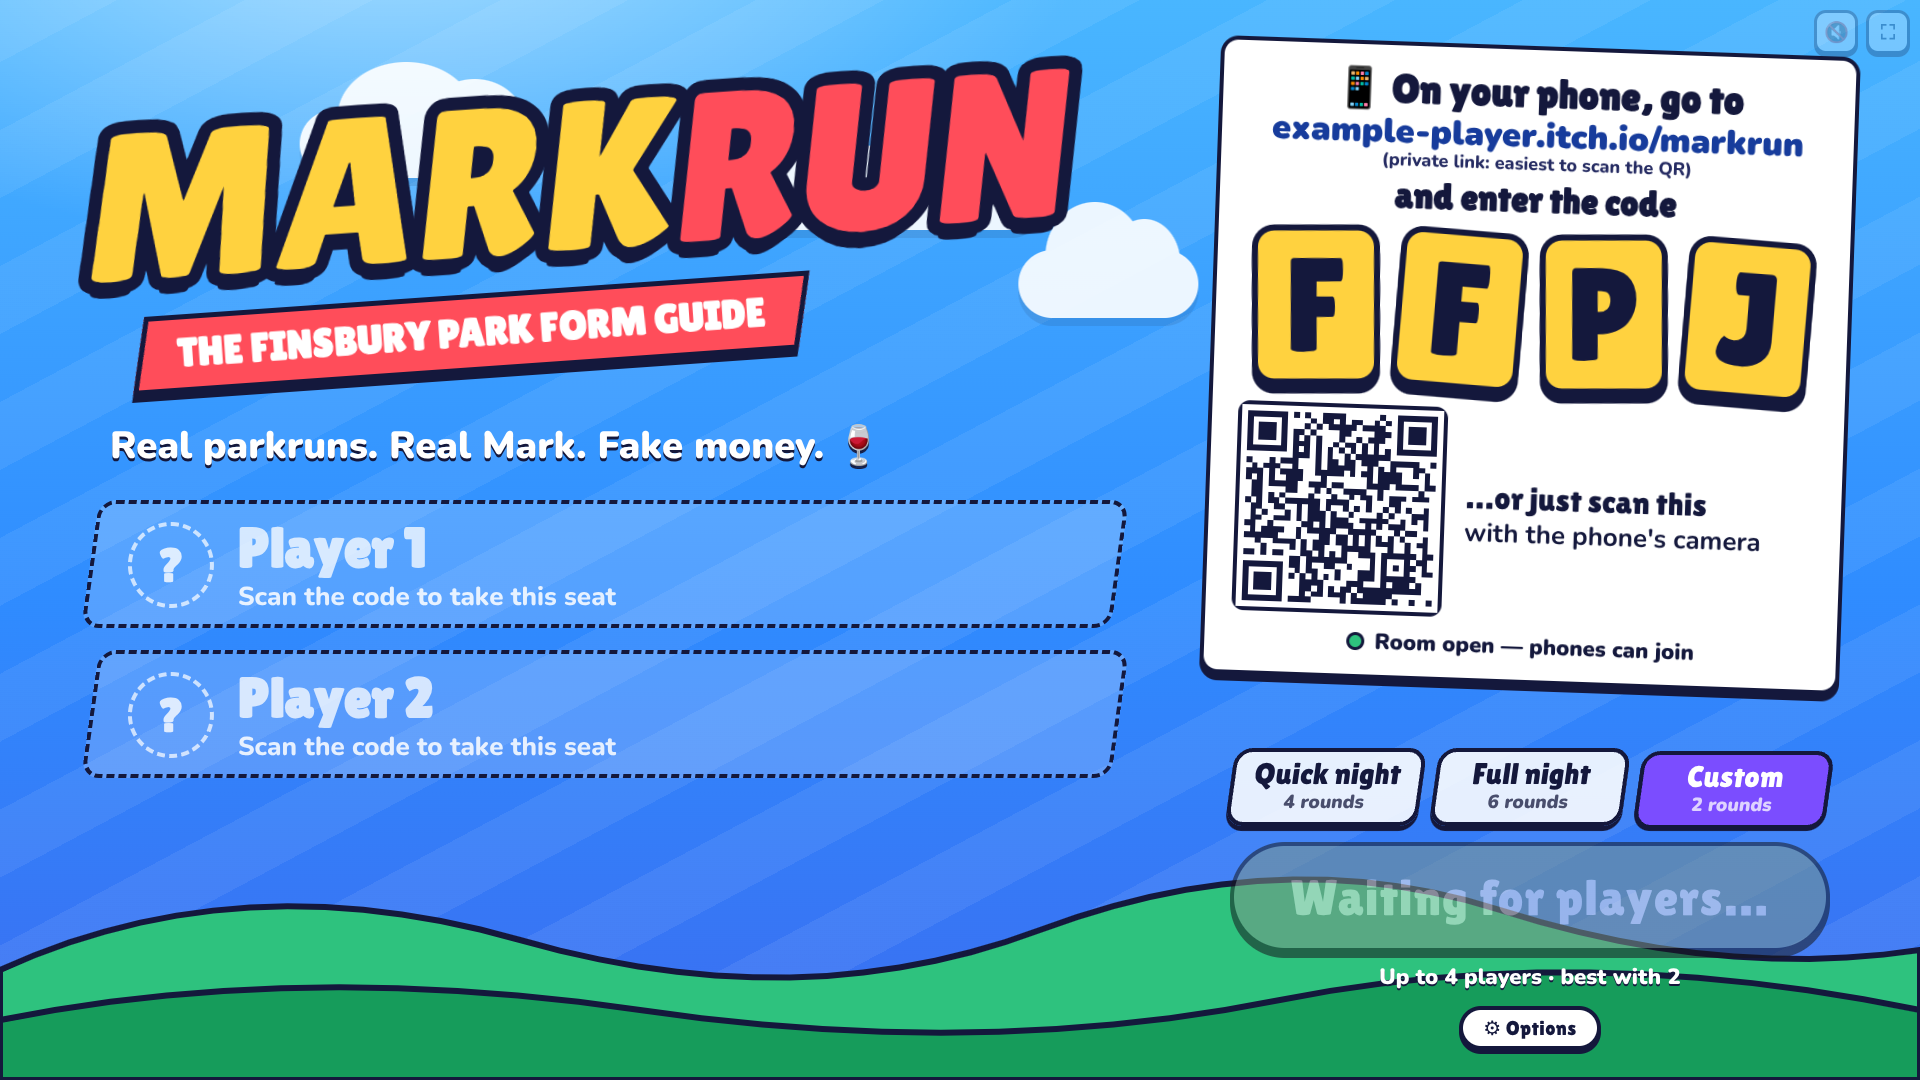 MARKRUN
THE FINSBURY PARK FORM GUIDE
Real parkruns. Real Mark. Fake money.
?
Player 1
Scan the code to take this seat
?
Player 2
Scan the code to take this seat
On your phone, go to
example-player.itch.io/markrun
(private link: easiest to scan the QR)
and enter the code
F F P J
...or just scan this
with the phone's camera
Room open — phones can join
Quick night
4 rounds
Full night
6 rounds
Custom
2 rounds
Waiting for players...
Up to 4 players · best with 2
⚙ Options